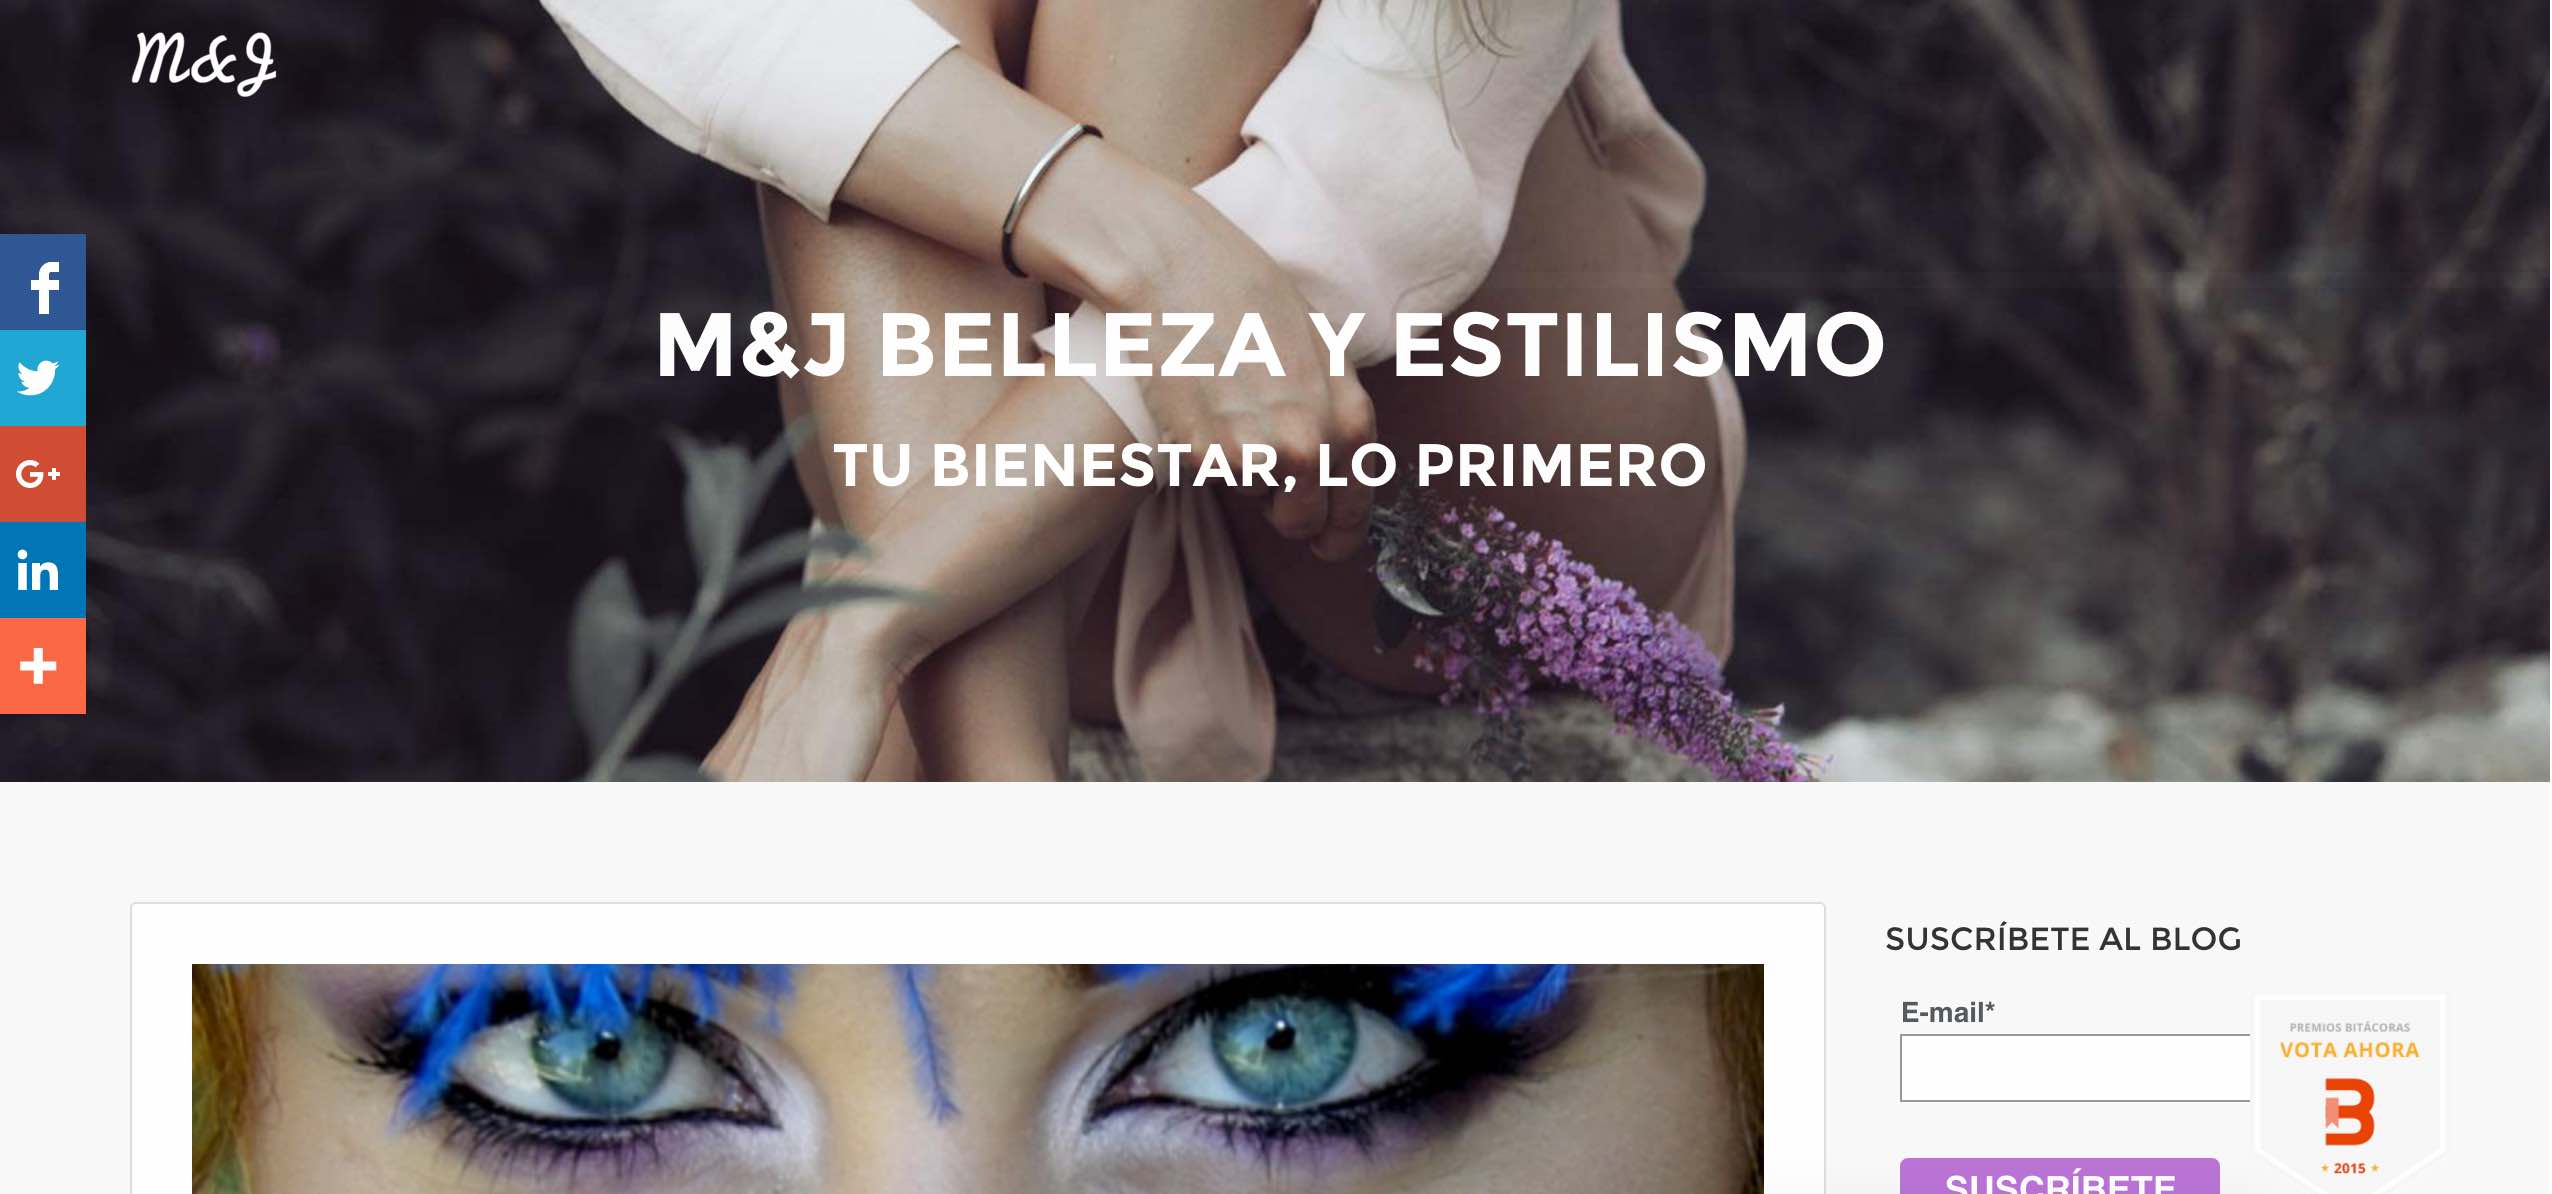 M&J
M&J BELLEZA Y ESTILISMO
TU BIENESTAR, LO PRIMERO
f
G+
in
+
SUSCRÍBETE AL BLOG
E-mail*
PREMIOS BITÁCORAS
VOTA AHORA
B
★ 2015 ★
SUSCRÍBETE